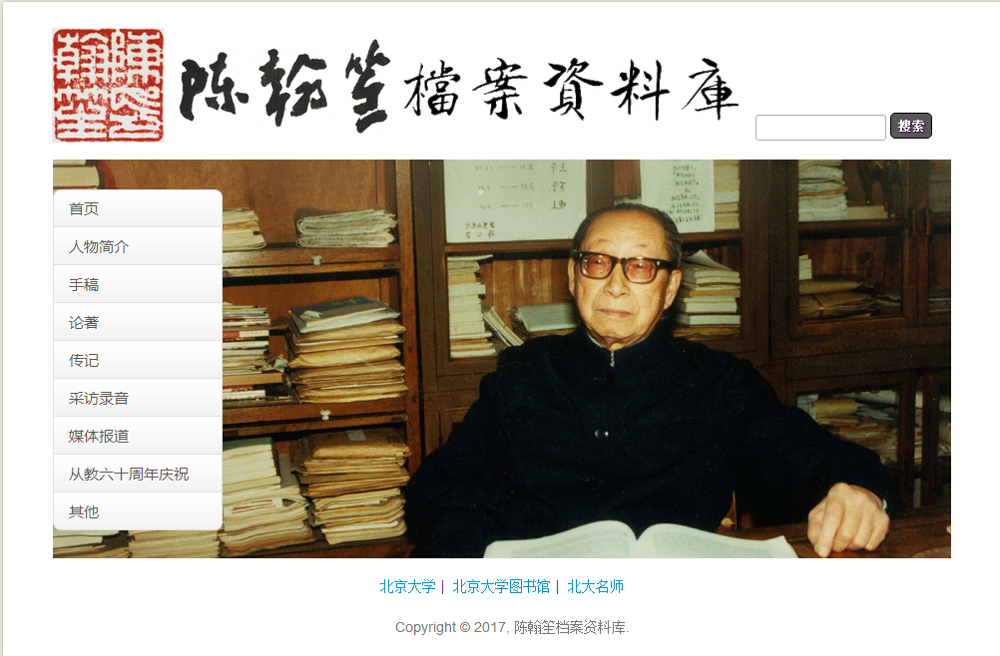 陳翰笙
陈翰笙檔案資料庫
搜索
首页
人物简介
手稿
论著
传记
采访录音
媒体报道
从教六十周年庆祝
其他
北京大学 | 北京大学图书馆 | 北大名师
Copyright © 2017, 陈翰笙档案资料库.